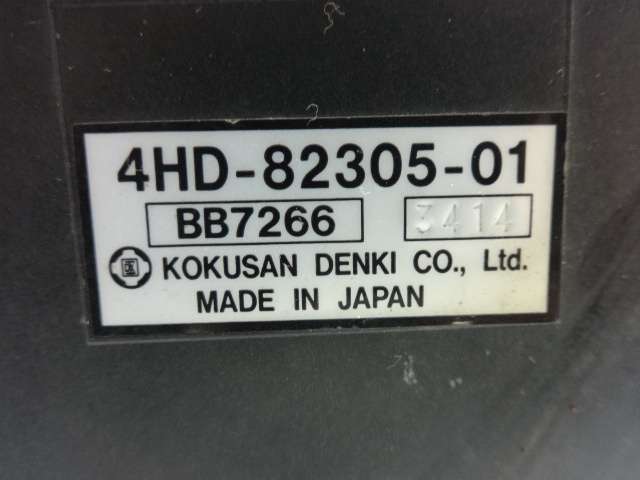 4HD-82305-01
BB7266 3414
KOKUSAN DENKI CO., Ltd.
MADE IN JAPAN